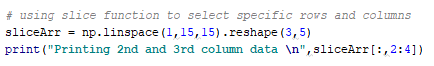 # using slice function to select specific rows and columns
sliceArr = np.linspace(1,15,15).reshape(3,5)
print("Printing 2nd and 3rd column data \n",sliceArr[:,2:4])